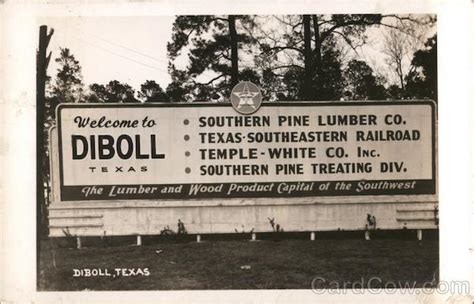 Welcome to
DIBOLL
TEXAS
• SOUTHERN PINE LUMBER CO.
• TEXAS-SOUTHEASTERN RAILROAD
• TEMPLE-WHITE CO. INC.
• SOUTHERN PINE TREATING DIV.
The Lumber and Wood Product Capital of the Southwest
DIBOLL, TEXAS
CardCow.com